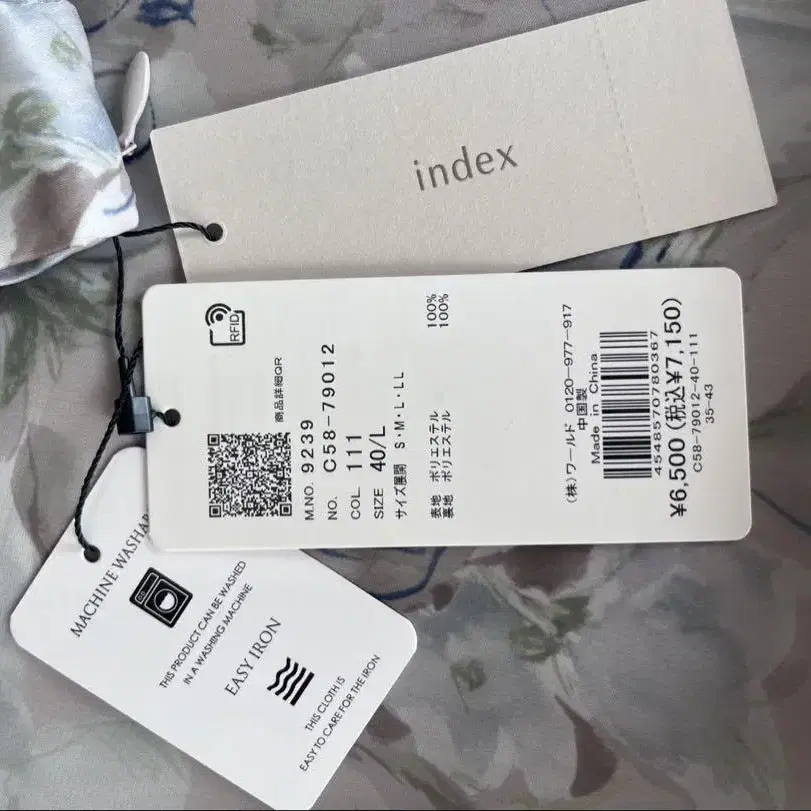 index
RFID
商品詳細QR
M.NO. 9239
NO. C58-79012
COL 111
SIZE 40/L
サイズ展開 S・M・L・LL
表地 ポリエステル 100%
裏地 ポリエステル 100%
(株)ワールド 0120-977-917
中国製
Made in China
4548570780367
¥6,500 (税込¥7,150)
C58-79012-40-111
35-43
MACHINE WASHAB
THIS PRODUCT CAN BE WASHED
IN A WASHING MACHINE
EASY IRON
THIS CLOTH IS
EASY TO CARE FOR THE IRON